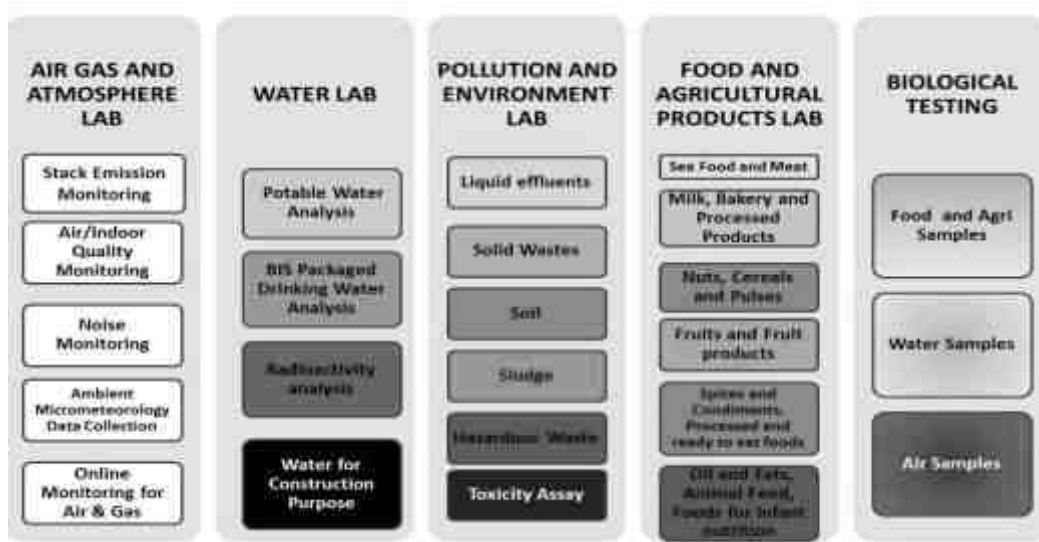 AIR GAS AND
ATMOSPHERE
LAB
Stack Emission
Monitoring
Air/Indoor
Quality
Monitoring
Noise
Monitoring
Ambient
Micrometeorology
Data Collection
Online
Monitoring for
Air & Gas
WATER LAB
Potable Water
Analysis
BIS Packaged
Drinking Water
Analysis
Radioactivity
analysis
Water for
Construction
Purpose
POLLUTION AND
ENVIRONMENT
LAB
Liquid effluents
Solid Wastes
Soil
Sludge
Hazardous Waste
Toxicity Assay
FOOD AND
AGRICULTURAL
PRODUCTS LAB
Sea Food and Meat
Milk, Bakery and
Processed
Products
Nuts, Cereals
and Pulses
Fruits and Fruit
products
Spices and
Condiments,
Processed and
ready to eat foods
Oil and Fats,
Animal Feed,
Foods for Infant
nutrition
BIOLOGICAL
TESTING
Food and Agri
Samples
Water Samples
Air Samples